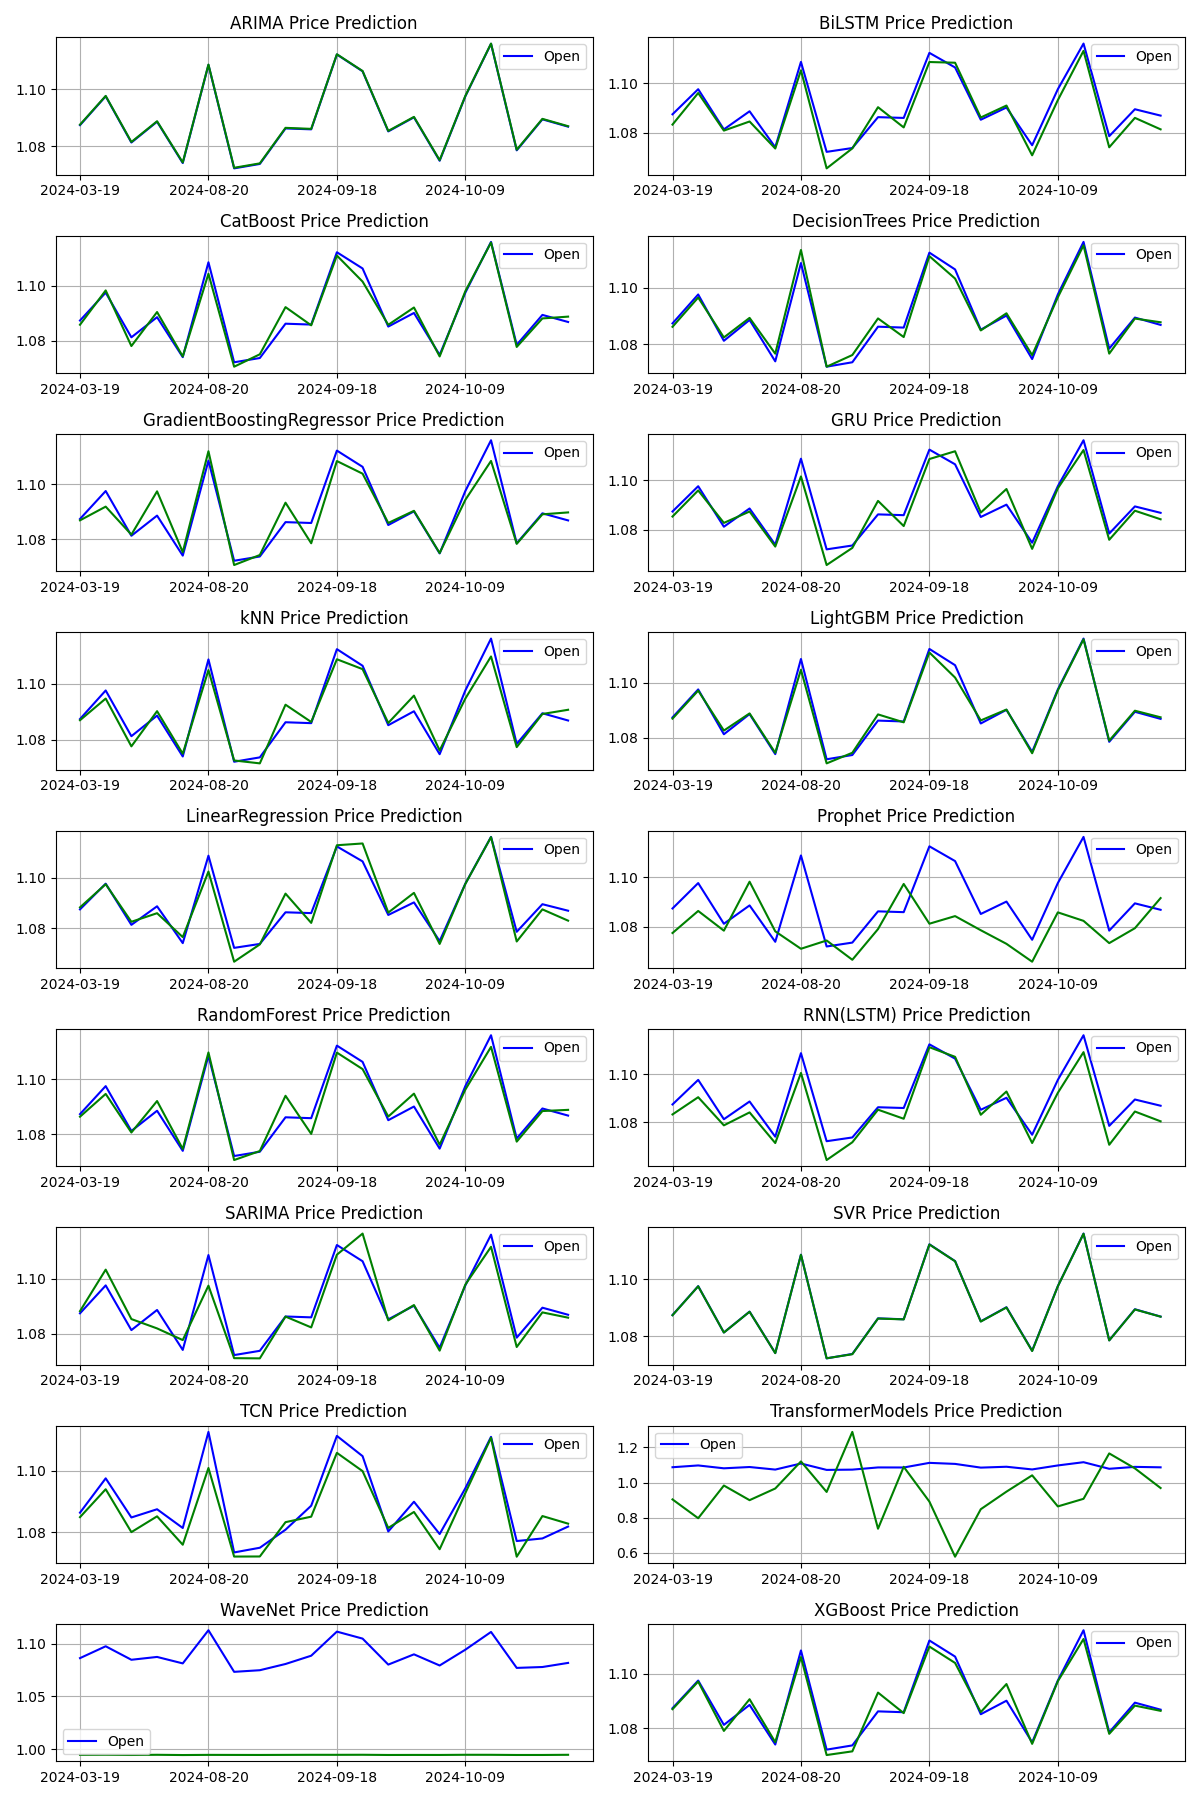 ARIMA Price Prediction
Open
1.10
1.08
2024-03-19 2024-08-20 2024-09-18 2024-10-09
BiLSTM Price Prediction
Open
1.10
1.08
2024-03-19 2024-08-20 2024-09-18 2024-10-09
CatBoost Price Prediction
Open
1.10
1.08
2024-03-19 2024-08-20 2024-09-18 2024-10-09
DecisionTrees Price Prediction
Open
1.10
1.08
2024-03-19 2024-08-20 2024-09-18 2024-10-09
GradientBoostingRegressor Price Prediction
Open
1.10
1.08
2024-03-19 2024-08-20 2024-09-18 2024-10-09
GRU Price Prediction
Open
1.10
1.08
2024-03-19 2024-08-20 2024-09-18 2024-10-09
kNN Price Prediction
Open
1.10
1.08
2024-03-19 2024-08-20 2024-09-18 2024-10-09
LightGBM Price Prediction
Open
1.10
1.08
2024-03-19 2024-08-20 2024-09-18 2024-10-09
LinearRegression Price Prediction
Open
1.10
1.08
2024-03-19 2024-08-20 2024-09-18 2024-10-09
Prophet Price Prediction
Open
1.10
1.08
2024-03-19 2024-08-20 2024-09-18 2024-10-09
RandomForest Price Prediction
Open
1.10
1.08
2024-03-19 2024-08-20 2024-09-18 2024-10-09
RNN(LSTM) Price Prediction
Open
1.10
1.08
2024-03-19 2024-08-20 2024-09-18 2024-10-09
SARIMA Price Prediction
Open
1.10
1.08
2024-03-19 2024-08-20 2024-09-18 2024-10-09
SVR Price Prediction
Open
1.10
1.08
2024-03-19 2024-08-20 2024-09-18 2024-10-09
TCN Price Prediction
Open
1.10
1.08
2024-03-19 2024-08-20 2024-09-18 2024-10-09
TransformerModels Price Prediction
Open
1.2
1.0
0.8
0.6
2024-03-19 2024-08-20 2024-09-18 2024-10-09
WaveNet Price Prediction
1.10
1.05
Open
1.00
2024-03-19 2024-08-20 2024-09-18 2024-10-09
XGBoost Price Prediction
Open
1.10
1.08
2024-03-19 2024-08-20 2024-09-18 2024-10-09